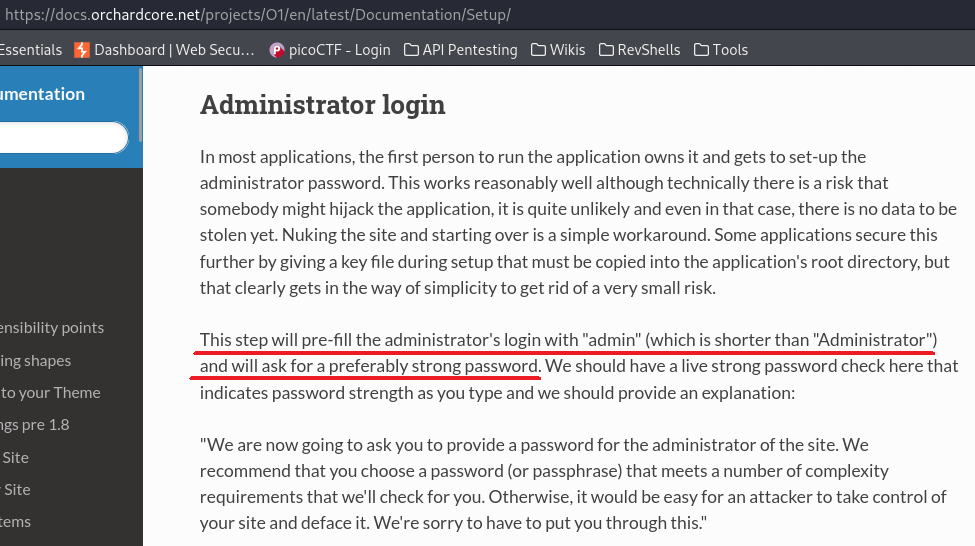 https://docs.orchardcore.net/projects/O1/en/latest/Documentation/Setup/
Essentials Dashboard | Web Secu… picoCTF - Login API Pentesting Wikis RevShells Tools
umentation
Administrator login
In most applications, the first person to run the application owns it and gets to set-up the
administrator password. This works reasonably well although technically there is a risk that
somebody might hijack the application, it is quite unlikely and even in that case, there is no data to be
stolen yet. Nuking the site and starting over is a simple workaround. Some applications secure this
further by giving a key file during setup that must be copied into the application's root directory, but
that clearly gets in the way of simplicity to get rid of a very small risk.
This step will pre-fill the administrator's login with "admin" (which is shorter than "Administrator")
and will ask for a preferably strong password. We should have a live strong password check here that
indicates password strength as you type and we should provide an explanation:
"We are now going to ask you to provide a password for the administrator of the site. We
recommend that you choose a password (or passphrase) that meets a number of complexity
requirements that we'll check for you. Otherwise, it would be easy for an attacker to take control of
your site and deface it. We're sorry to have to put you through this."
ensibility points
ing shapes
to your Theme
ngs pre 1.8
Site
Site
tems